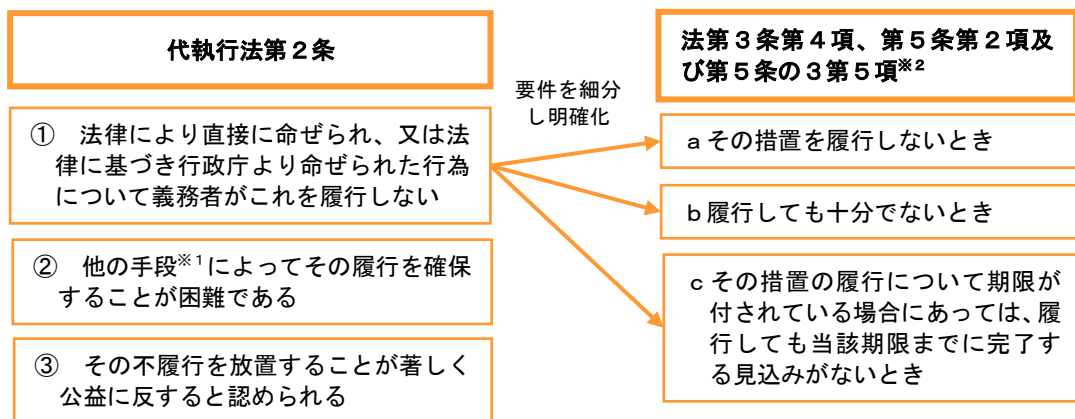 代執行法第２条
① 法律により直接に命ぜられ、又は法
律に基づき行政庁より命ぜられた行為
について義務者がこれを履行しない
② 他の手段※１によってその履行を確保
することが困難である
③ その不履行を放置することが著しく
公益に反すると認められる
要件を細分
し明確化
法第３条第４項、第５条第２項及
び第５条の３第５項※２
ａその措置を履行しないとき
ｂ履行しても十分でないとき
ｃその措置の履行について期限が
付されている場合にあっては、履
行しても当該期限までに完了す
る見込みがないとき